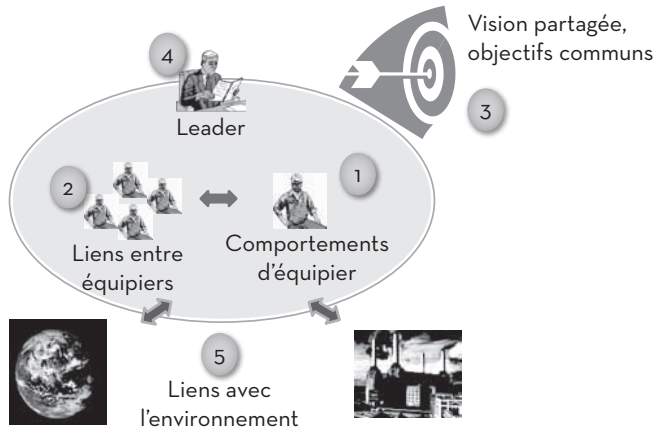 Vision partagée,
objectifs communs
3
4
Leader
1
2
Liens entre
équipiers
Comportements
d'équipier
5
Liens avec
l'environnement